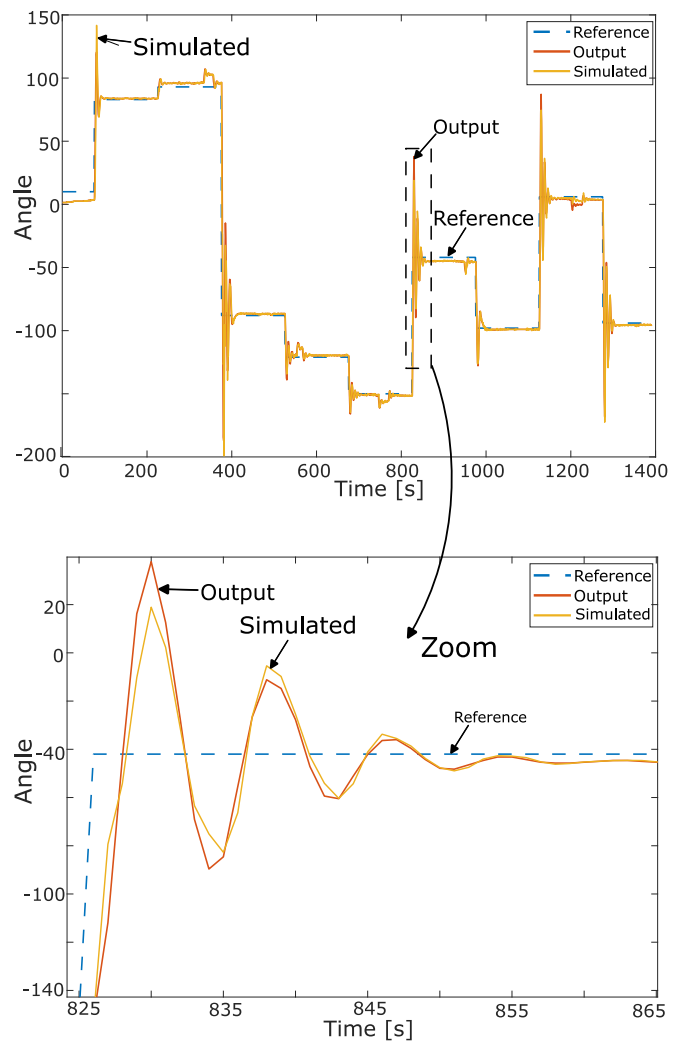 150
100
50
0
-50
-100
-200
Angle
Simulated
Reference
Output
Simulated
Output
Reference
0
200
400
600
800
1000
1200
1400
Time [s]
20
0
-40
-100
-140
Angle
Output
Simulated
Zoom
Reference
Reference
Output
Simulated
825
835
845
855
865
Time [s]